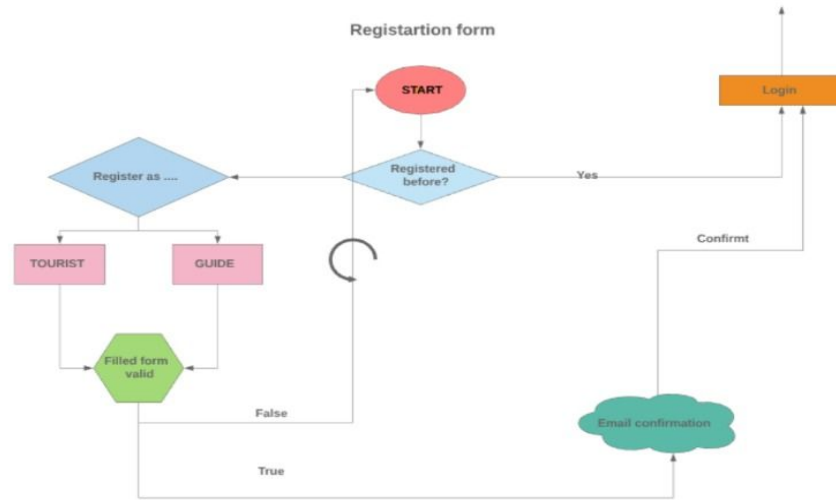 Registartion form
START
Login
Registered
before?
Register as ....
Yes
Confirmt
TOURIST
GUIDE
Filled form
valid
False
Email confirmation
True